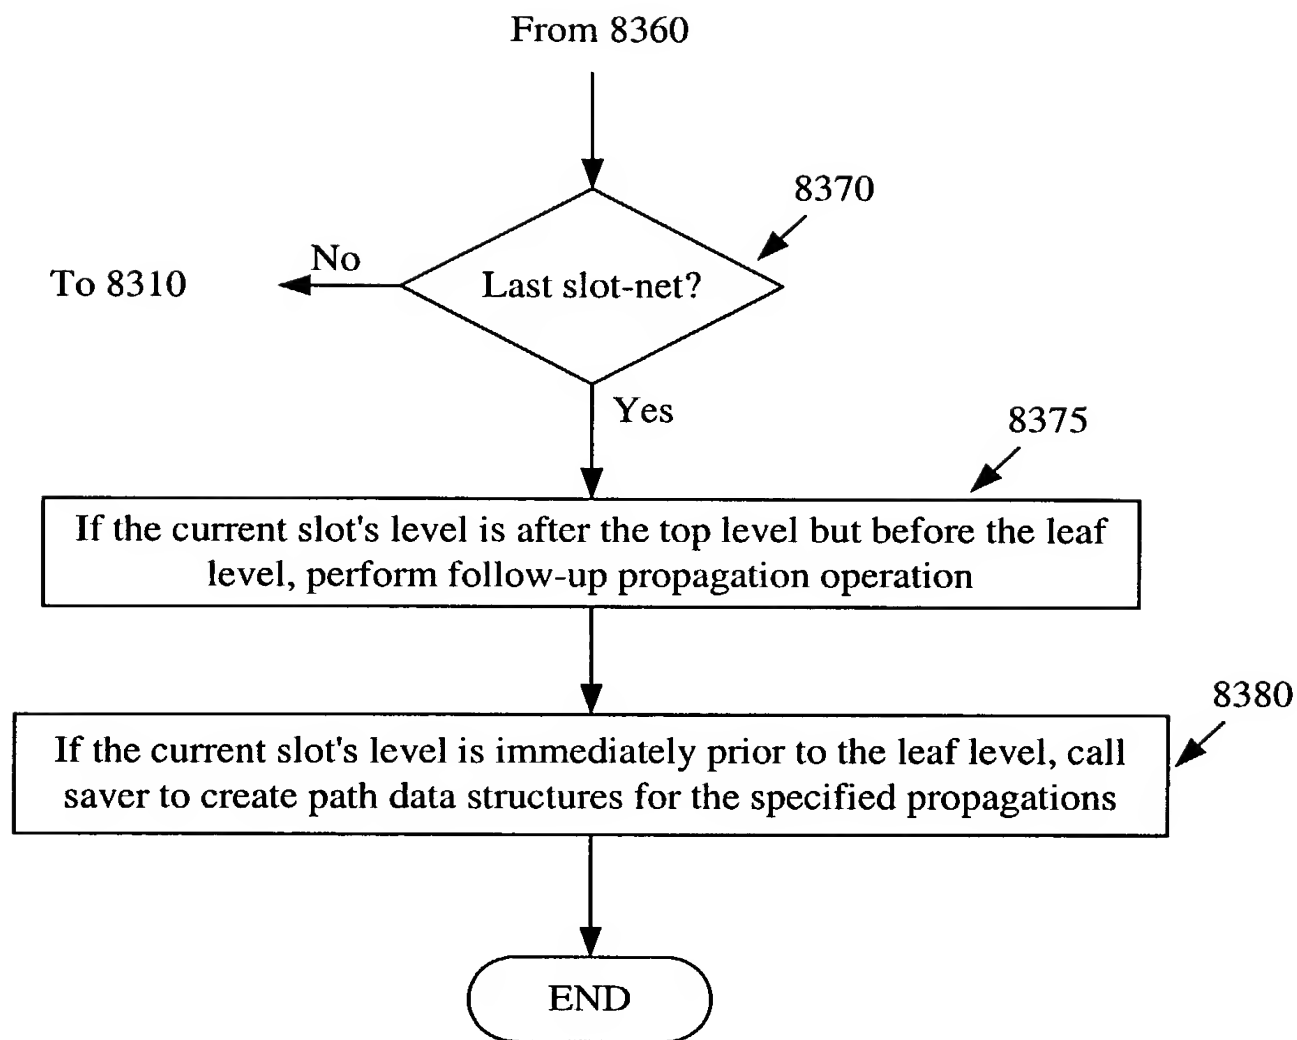 From 8360
8370
No
To 8310
Last slot-net?
Yes
8375
If the current slot's level is after the top level but before the leaf
level, perform follow-up propagation operation
8380
If the current slot's level is immediately prior to the leaf level, call
saver to create path data structures for the specified propagations
END